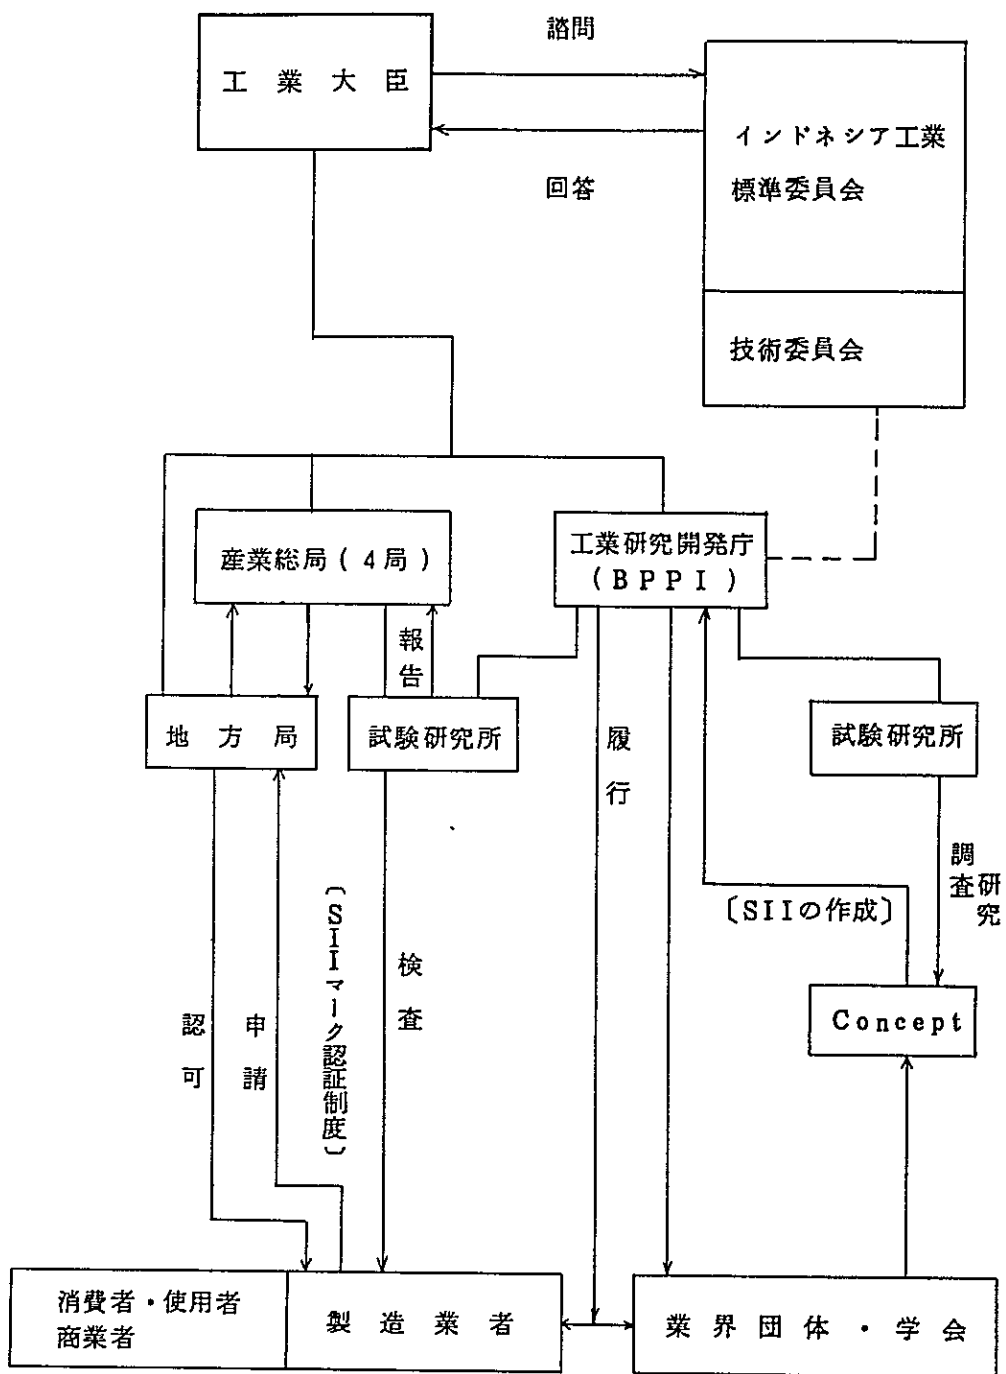 諮問
工業大臣
インドネシア工業
標準委員会
回答
技術委員会
産業総局(4局)
工業研究開発庁
(BPPI)
報告
地方局
試験研究所
履行
試験研究所
調査研究
〔SIIの作成〕
〔SIIマーク認証制度〕
検査
認可
申請
Concept
消費者・使用者
商業者
製造業者
業界団体・学会